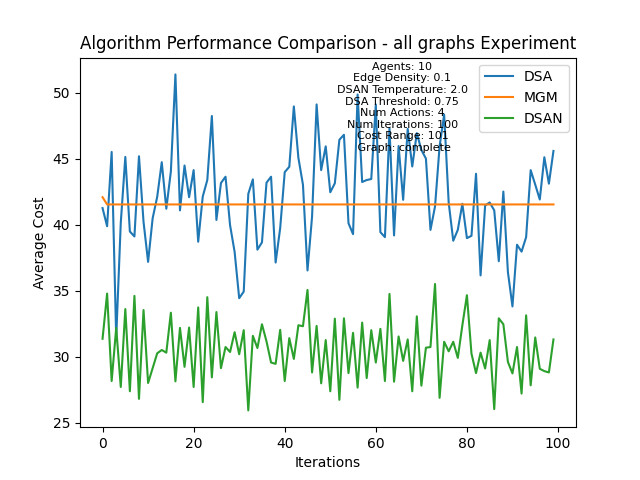 Algorithm Performance Comparison - all graphs Experiment
Agents: 10
Edge Density: 0.1
DSAN Temperature: 2.0
DSA Threshold: 0.75
Num Actions: 4
Num Iterations: 100
Cost Range: 101
Graph: complete
DSA
MGM
DSAN
Average Cost
50
45
40
35
30
25
0
20
40
60
80
100
Iterations